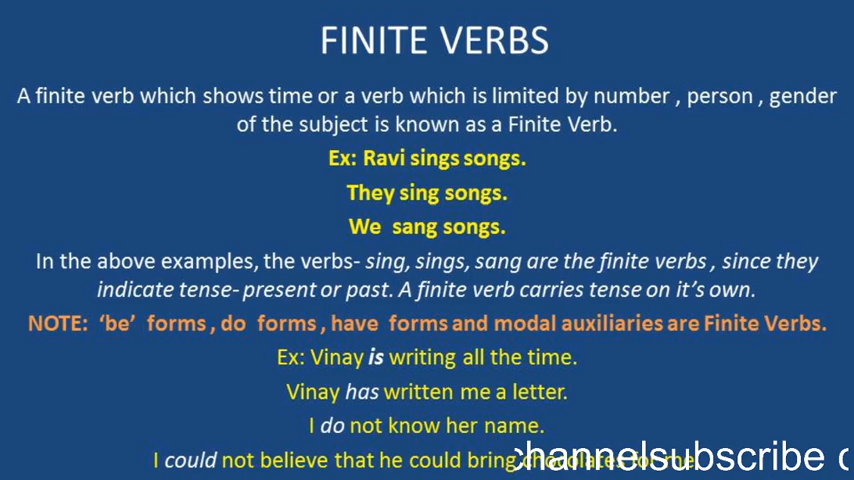 FINITE VERBS
A finite verb which shows time or a verb which is limited by number , person , gender
of the subject is known as a Finite Verb.
Ex: Ravi sings songs.
They sing songs.
We sang songs.
In the above examples, the verbs- sing, sings, sang are the finite verbs , since they
indicate tense- present or past. A finite verb carries tense on it's own.
NOTE: 'be' forms , do forms , have forms and modal auxiliaries are Finite Verbs.
Ex: Vinay is writing all the time.
Vinay has written me a letter.
I do not know her name.
I could not believe that he could bring chocolates for me.
channelsubscribe